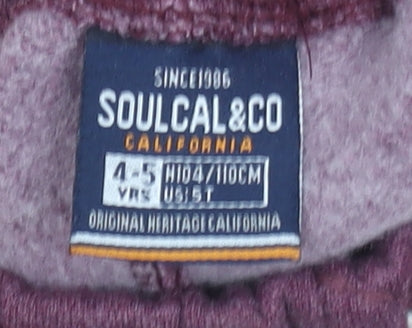 SINCE1986
SOULCAL&CO
CALIFORNIA
4-5 H104/110CM
YRS US:5T
ORIGINAL HERITAGE CALIFORNIA